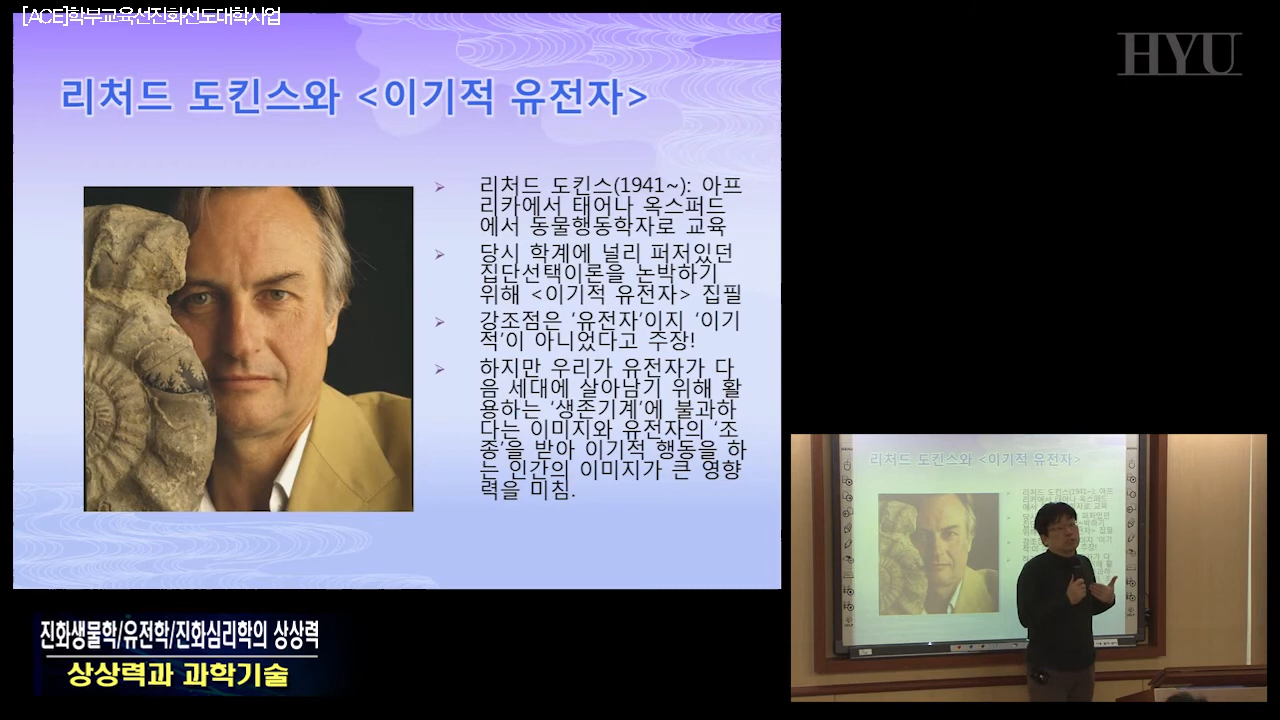 [ACE]학부교육선진화선도대학사업
HYU
리처드 도킨스와 <이기적 유전자>
리처드 도킨스(1941~): 아프
리카에서 태어나 옥스퍼드
에서 동물행동학자로 교육
당시 학계에 널리 퍼저있던
집단선택이론을 논박하기
위해 <이기적 유전자> 집필
강조점은 ‘유전자’이지 ‘이기
적’이 아니었다고 주장!
하지만 우리가 유전자가 다
음 세대에 살아남기 위해 활
용하는 ‘생존기계’에 불과하
다는 이미지와 유전자의 ‘조
종’을 받아 이기적 행동을 하
는 인간의 이미지가 큰 영향
력을 미침.
진화생물학/유전학/진화심리학의 상상력
상상력과 과학기술
리처드 도킨스와 <이기적 유전자>
리처드 도킨스(1941~): 아프